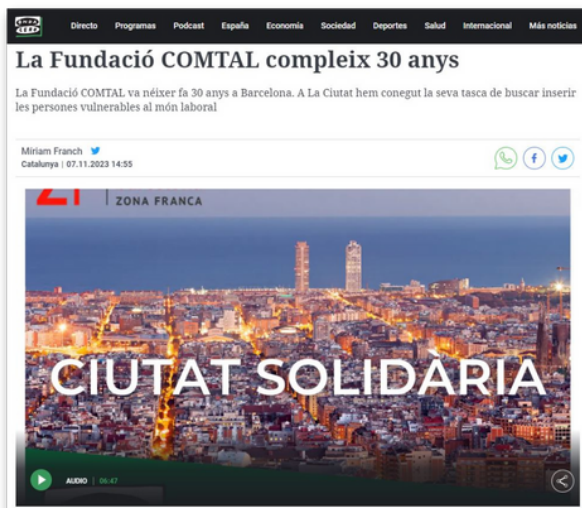 ONDA CERO
Directo Programas Podcast España Economía Sociedad Deportes Salud Internacional Más noticias
La Fundació COMTAL compleix 30 anys
La Fundació COMTAL va néixer fa 30 anys a Barcelona. A La Ciutat hem conegut la seva tasca de buscar inserir
les persones vulnerables al món laboral
Míriam Franch
Catalunya | 07.11.2023 14:55
ZONA FRANCA
CIUTAT SOLIDÀRIA
AUDIO | 06:47